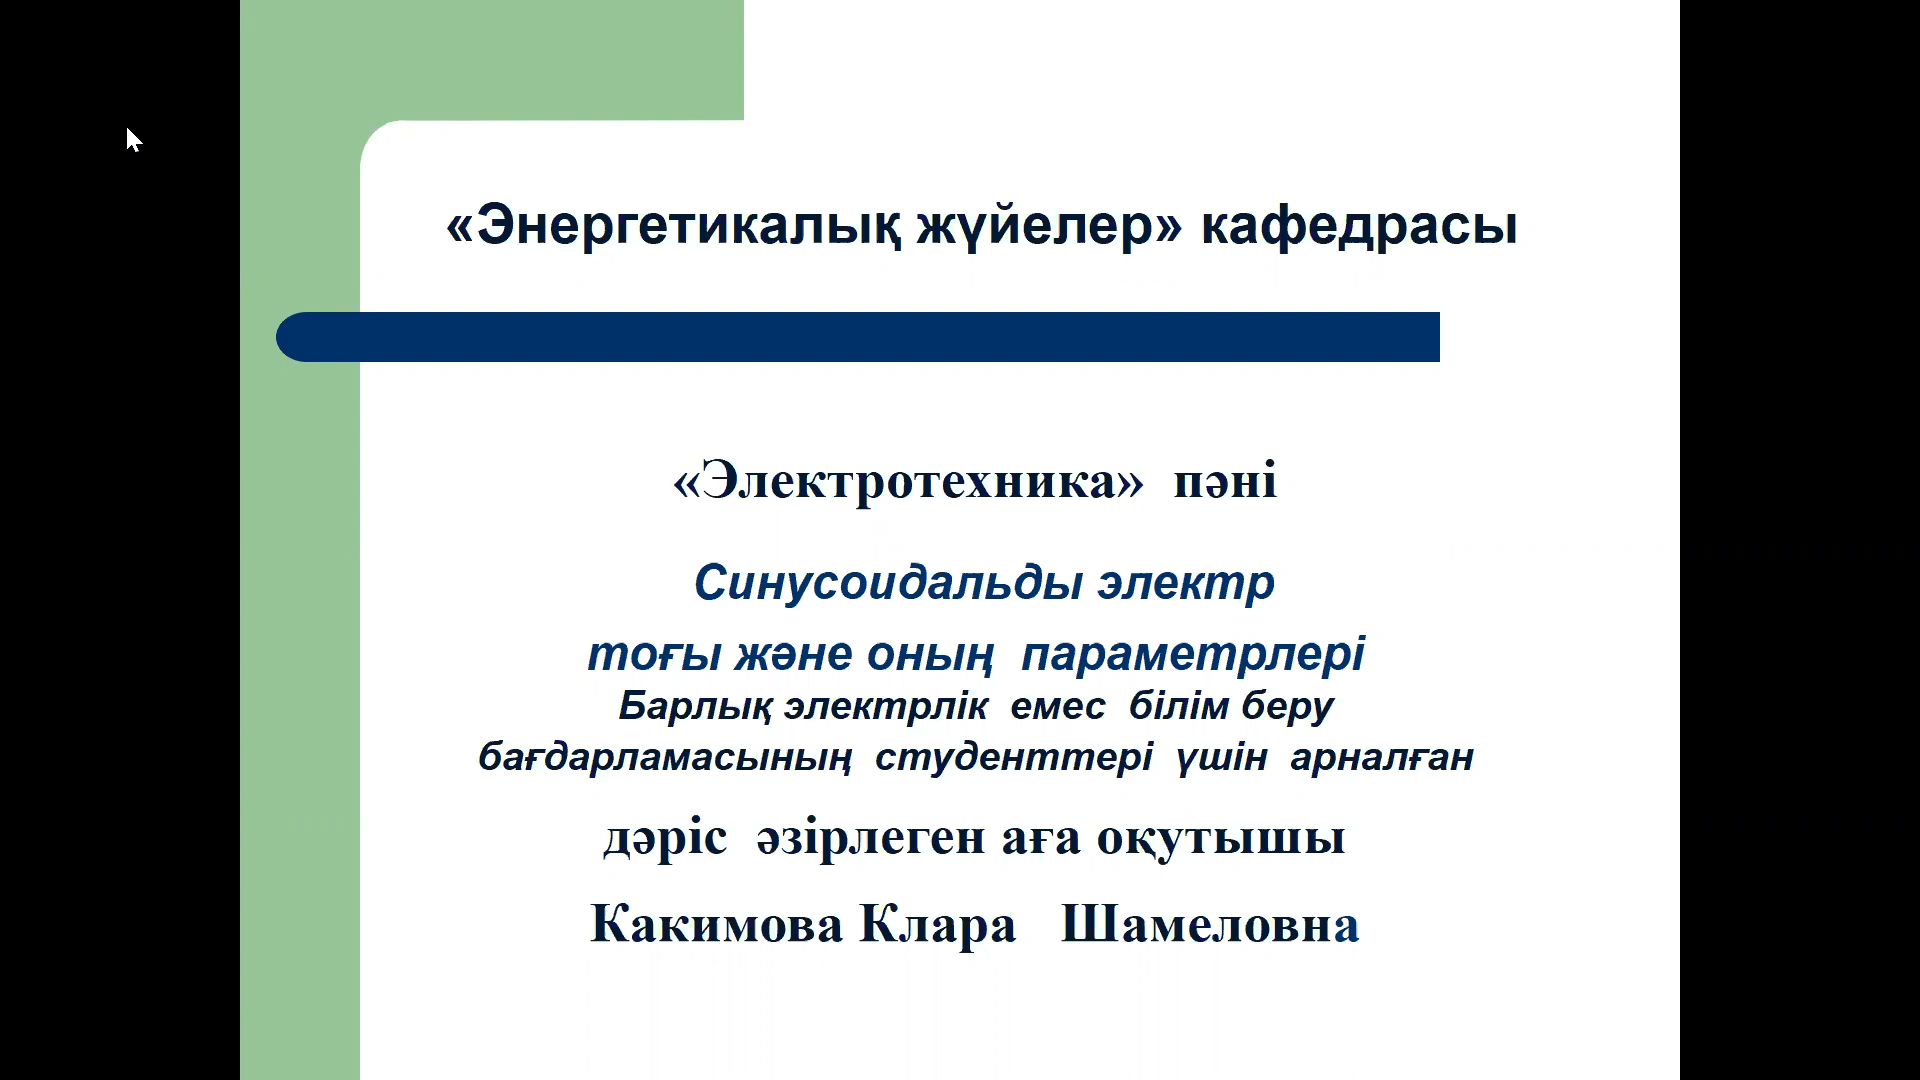 «Энергетикалық жүйелер» кафедрасы
«Электротехника» пәні
Синусоидальды электр
тоғы және оның параметрлері
Барлық электрлік емес білім беру
бағдарламасының студенттері үшін арналған
дәріс әзірлеген аға оқутышы
Какимова Клара Шамеловна